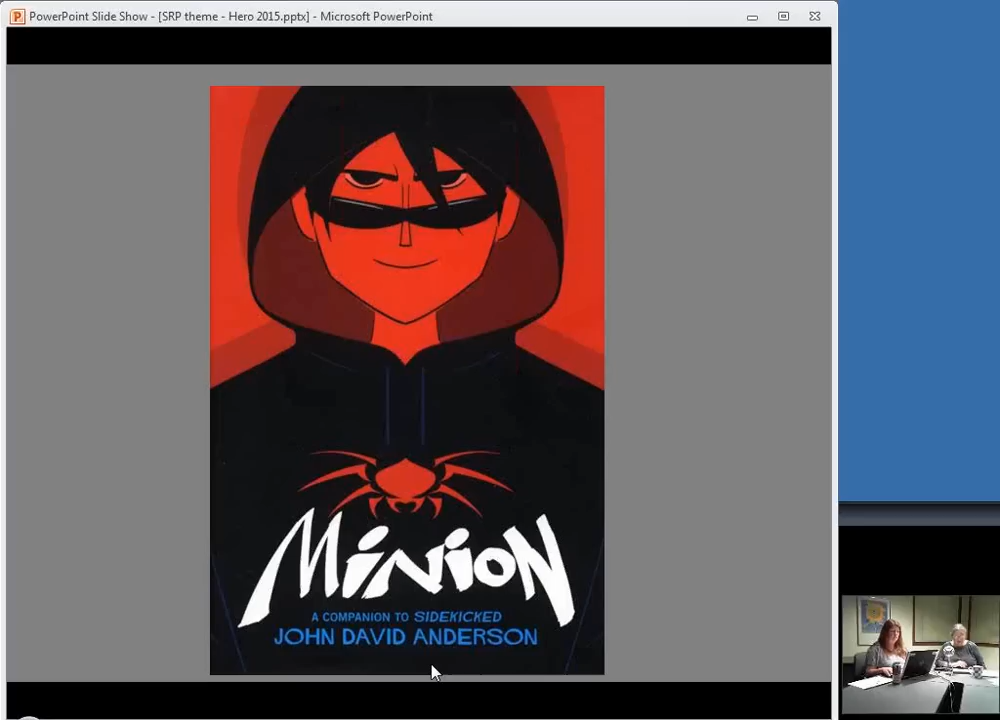 PowerPoint Slide Show - [SRP theme - Hero 2015.pptx] - Microsoft PowerPoint
MINION
A COMPANION TO SIDEKICKED
JOHN DAVID ANDERSON